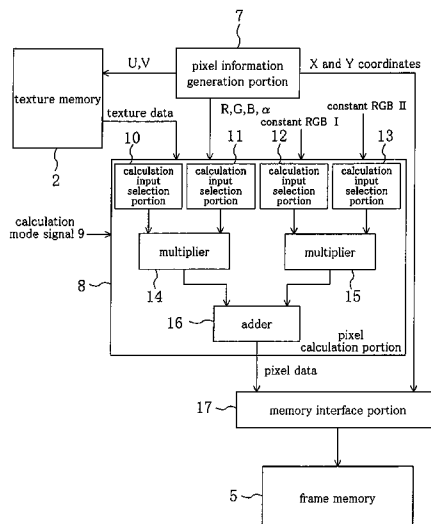 7
U,V
pixel information
generation portion
X and Y coordinates
texture memory
R,G,B, α
constant RGB II
texture data
constant RGB I
2
10
11
12
13
calculation
input
selection
portion
calculation
input
selection
portion
calculation
input
selection
portion
calculation
input
selection
portion
calculation
mode signal 9
multiplier
multiplier
8
14
15
16
adder
pixel
calculation portion
pixel data
17
memory interface portion
5
frame memory